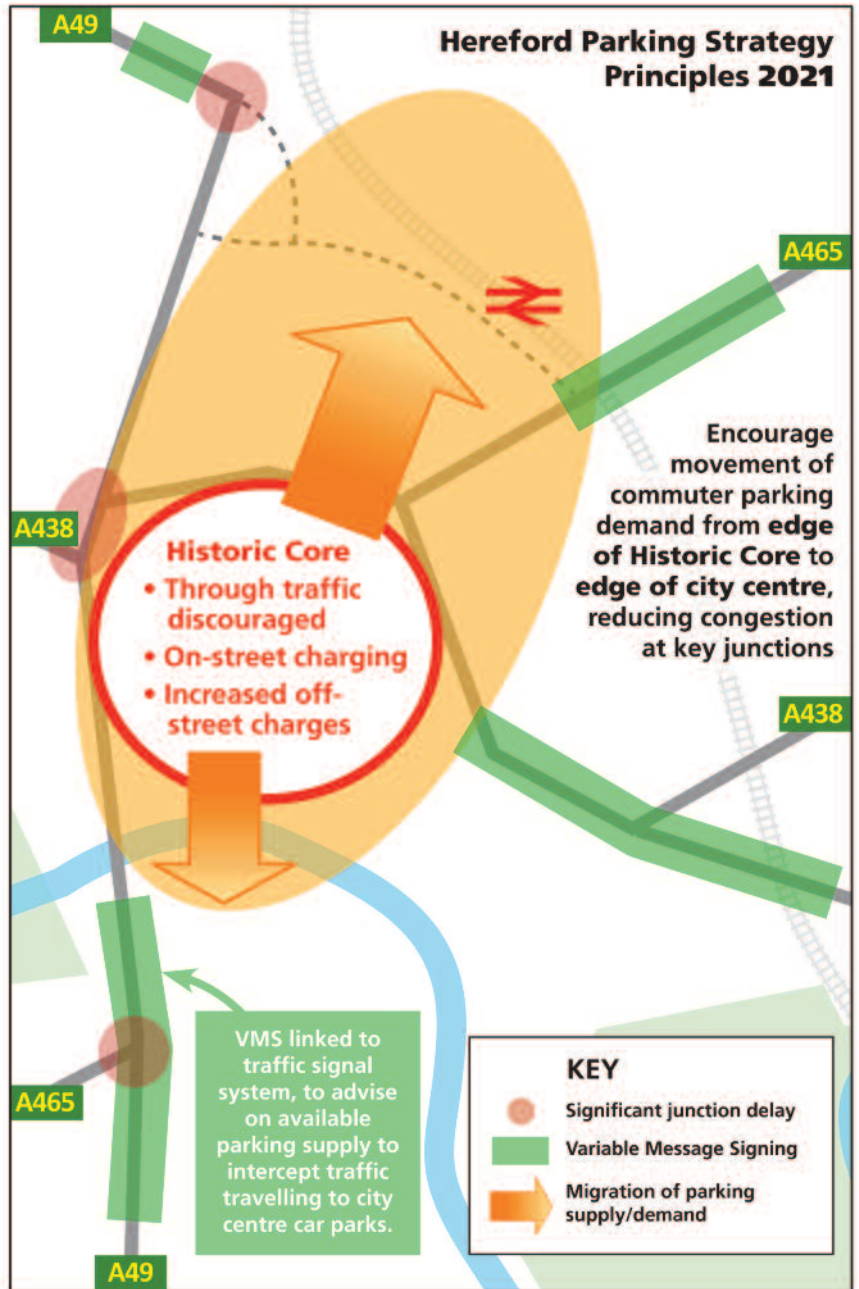 A49
Hereford Parking Strategy
Principles 2021
A465
Encourage
movement of
commuter parking
demand from edge
of Historic Core to
edge of city centre,
reducing congestion
at key junctions
A438
Historic Core
• Through traffic
discouraged
• On-street charging
• Increased off-
street charges
A438
VMS linked to
traffic signal
system, to advise
on available
parking supply to
intercept traffic
travelling to city
centre car parks.
A465
A49
KEY
Significant junction delay
Variable Message Signing
Migration of parking
supply/demand